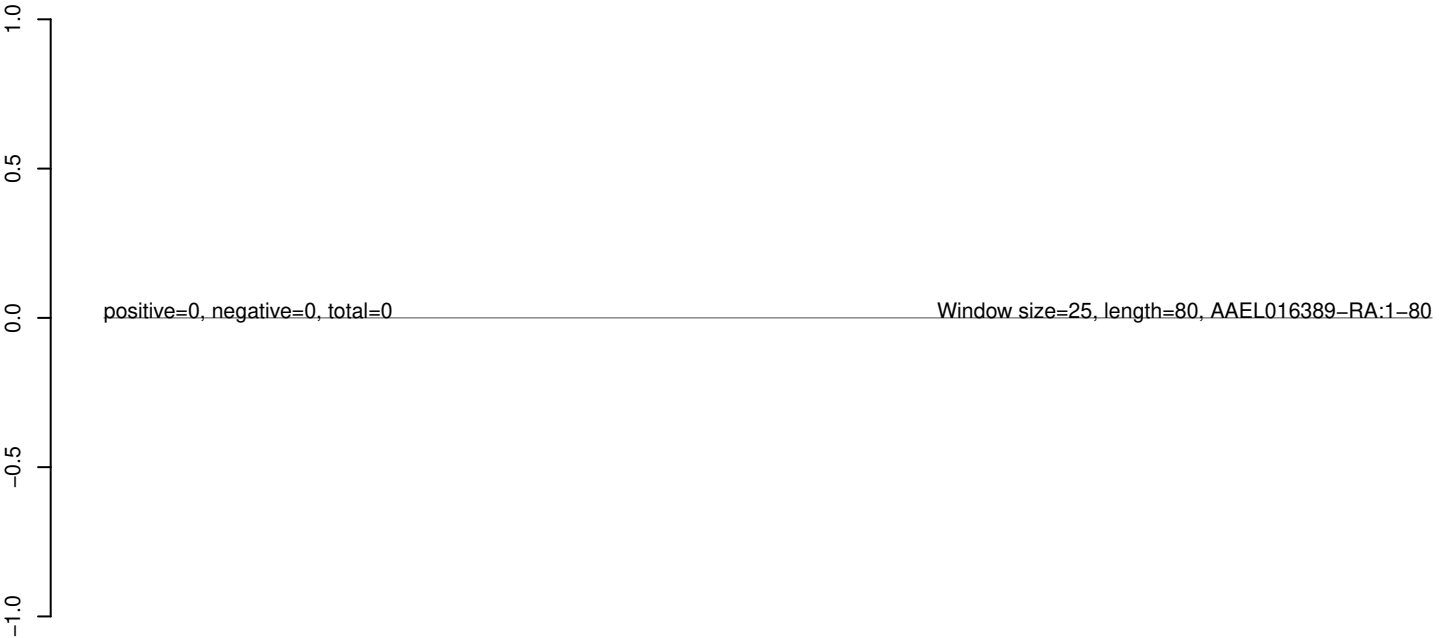 1.0
0.5
0.0
−0.5
−1.0
positive=0, negative=0, total=0
Window size=25, length=80, AAEL016389−RA:1−80